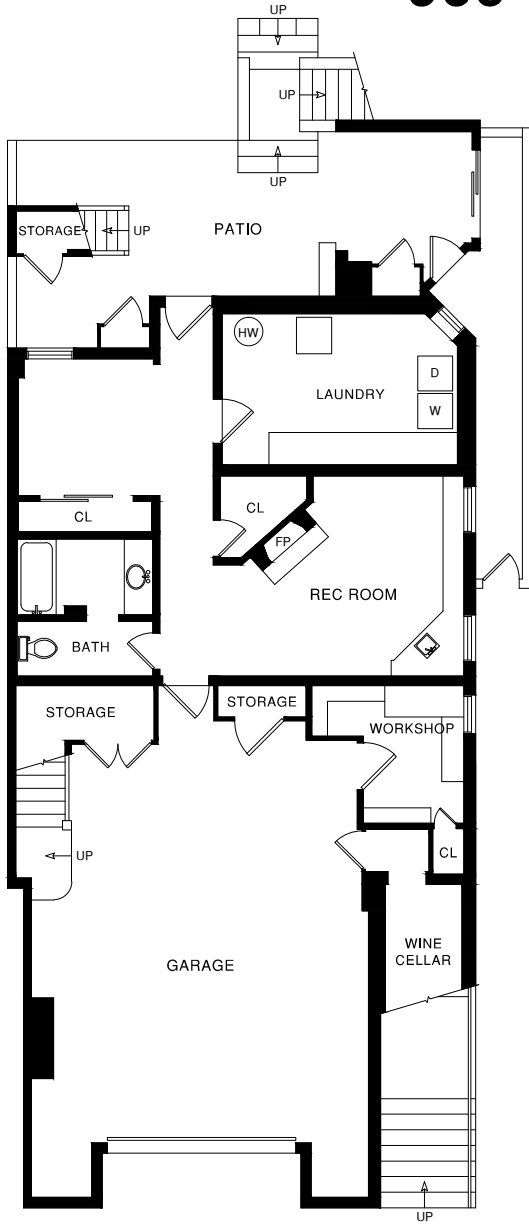 UP
UP
UP
STORAGE
UP
PATIO
HW
D
LAUNDRY
W
CL
CL
FP
REC ROOM
BATH
STORAGE
STORAGE
WORKSHOP
UP
CL
WINE
CELLAR
GARAGE
UP